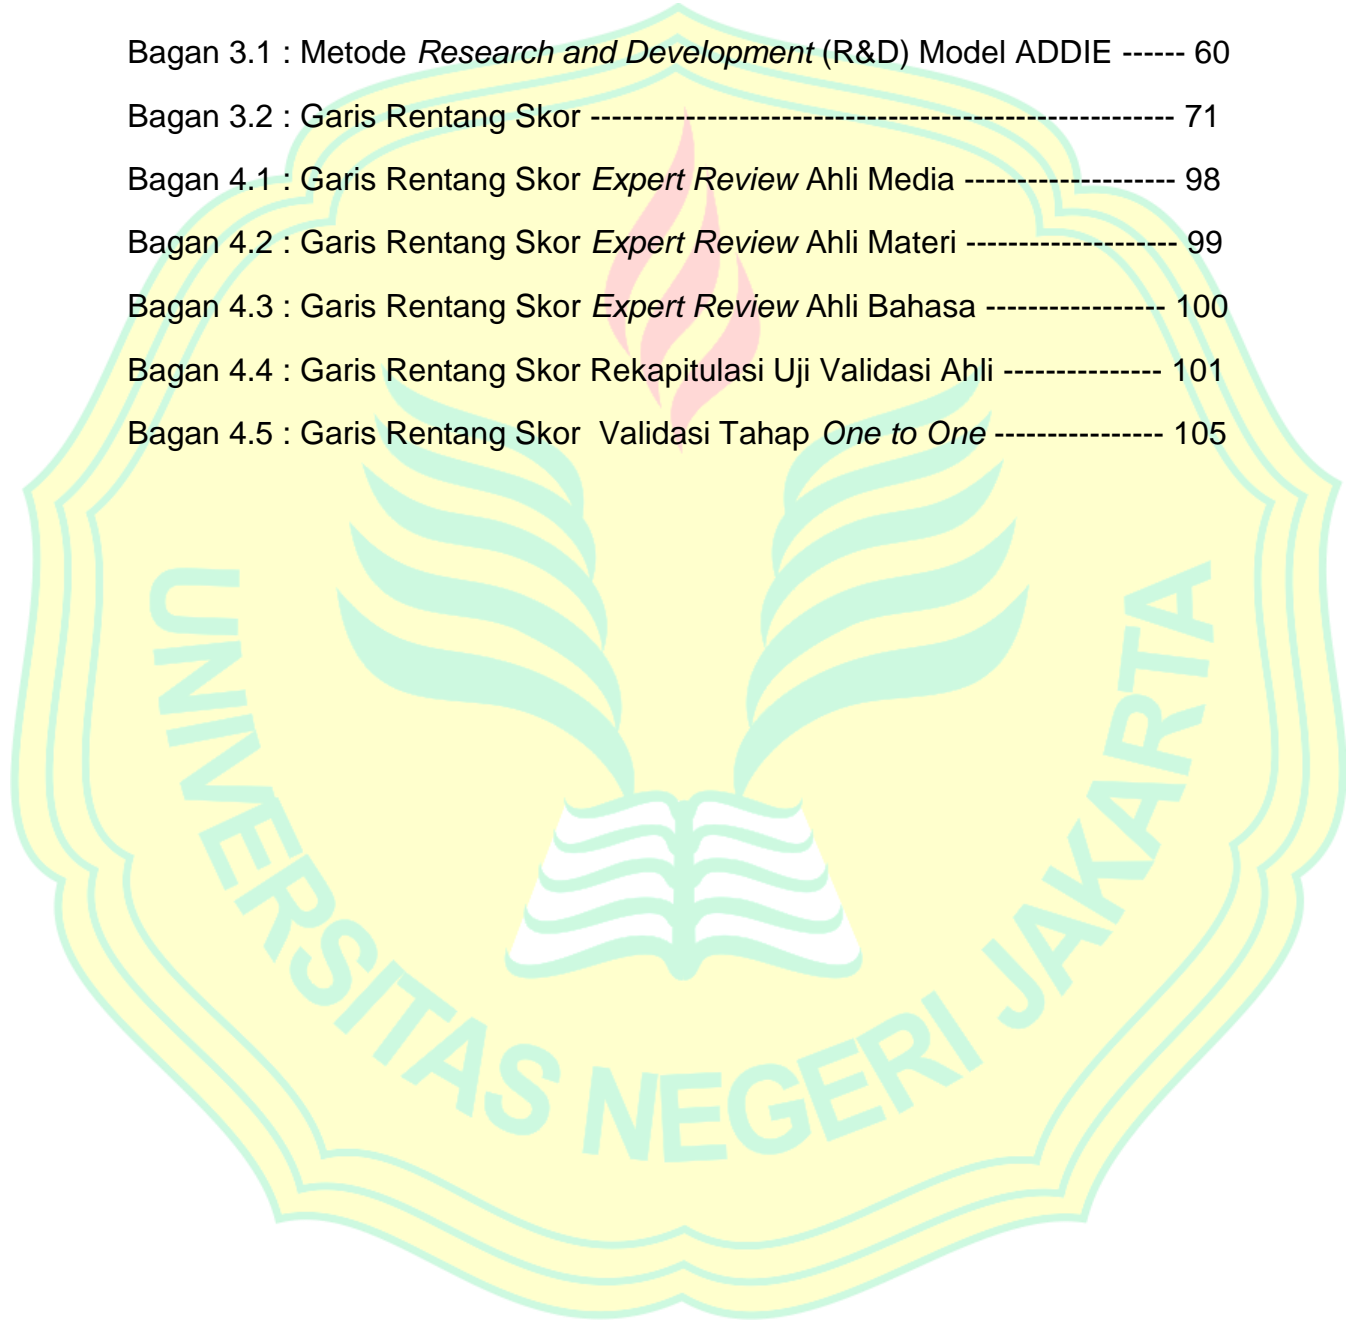 Bagan 3.1 : Metode Research and Development (R&D) Model ADDIE ------ 60
Bagan 3.2 : Garis Rentang Skor -------------------------------------------------------- 71
Bagan 4.1 : Garis Rentang Skor Expert Review Ahli Media -------------------- 98
Bagan 4.2 : Garis Rentang Skor Expert Review Ahli Materi -------------------- 99
Bagan 4.3 : Garis Rentang Skor Expert Review Ahli Bahasa ----------------- 100
Bagan 4.4 : Garis Rentang Skor Rekapitulasi Uji Validasi Ahli --------------- 101
Bagan 4.5 : Garis Rentang Skor  Validasi Tahap One to One ---------------- 105
UNIVERSITAS NEGERI JAKARTA